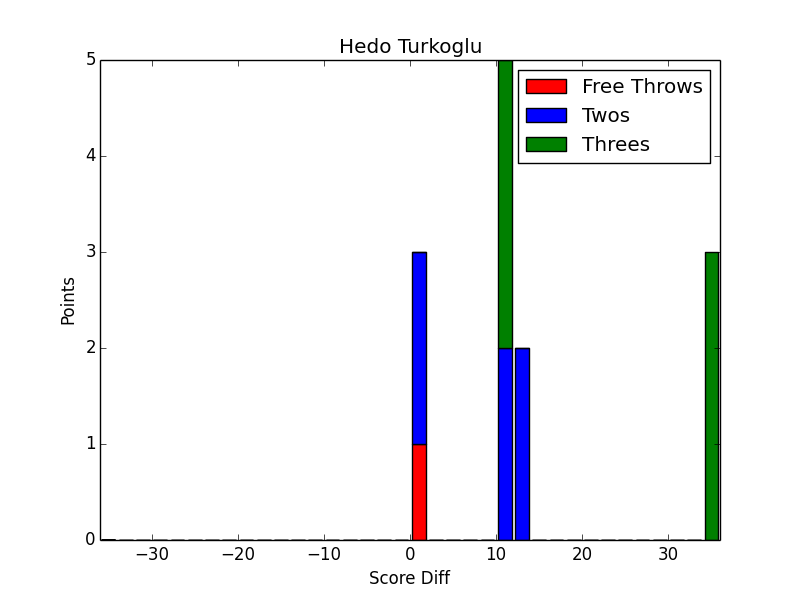 Hedo Turkoglu
Free Throws
Twos
Threes
5
4
3
2
1
0
Points
−30 −20 −10 0 10 20 30
Score Diff